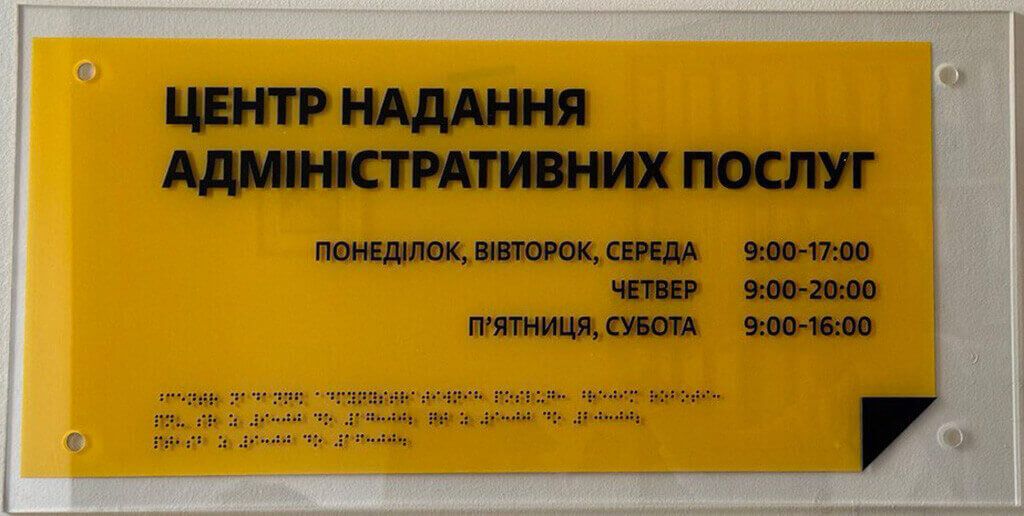 ЦЕНТР НАДАННЯ
АДМІНІСТРАТИВНИХ ПОСЛУГ
ПОНЕДІЛОК, ВІВТОРОК, СЕРЕДА 9:00-17:00
ЧЕТВЕР 9:00-20:00
П’ЯТНИЦЯ, СУБОТА 9:00-16:00